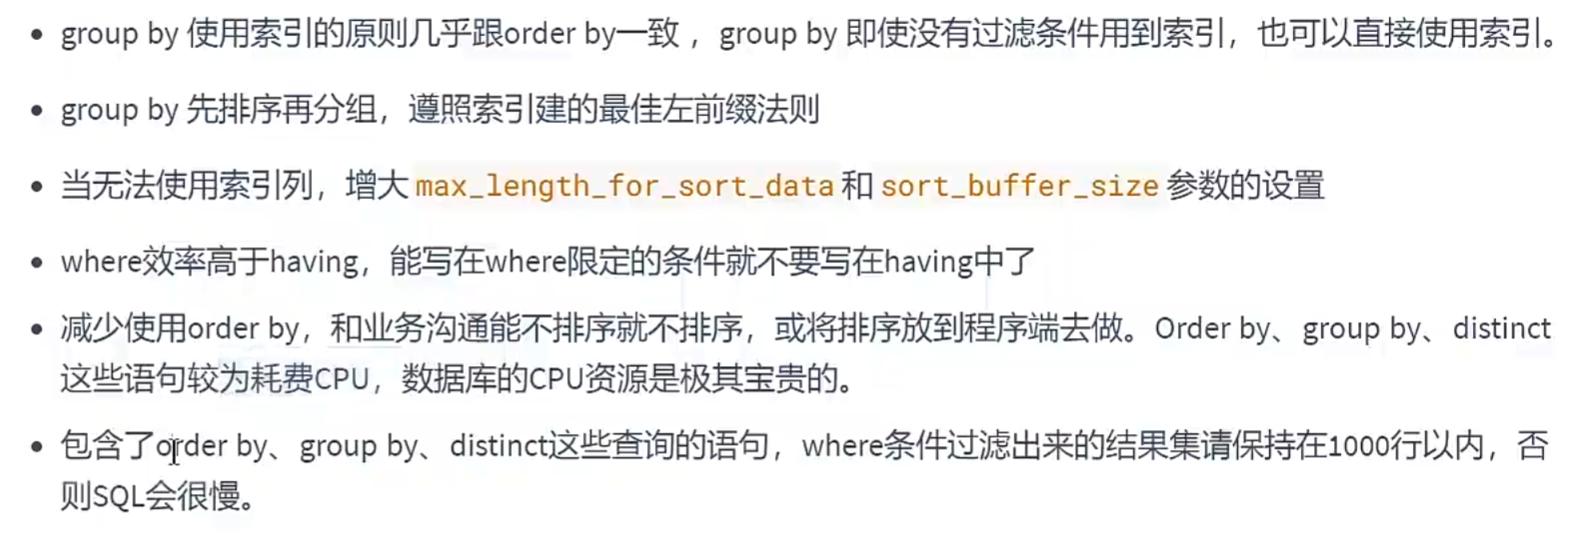 • group by 使用索引的原则几乎跟order by一致 ，group by 即使没有过滤条件用到索引，也可以直接使用索引。
• group by 先排序再分组，遵照索引建的最佳左前缀法则
• 当无法使用索引列，增大 max_length_for_sort_data 和 sort_buffer_size 参数的设置
• where效率高于having，能写在where限定的条件就不要写在having中了
• 减少使用order by，和业务沟通能不排序就不排序，或将排序放到程序端去做。Order by、group by、distinct
这些语句较为耗费CPU，数据库的CPU资源是极其宝贵的。
• 包含了order by、group by、distinct这些查询的语句，where条件过滤出来的结果集请保持在1000行以内，否
则SQL会很慢。